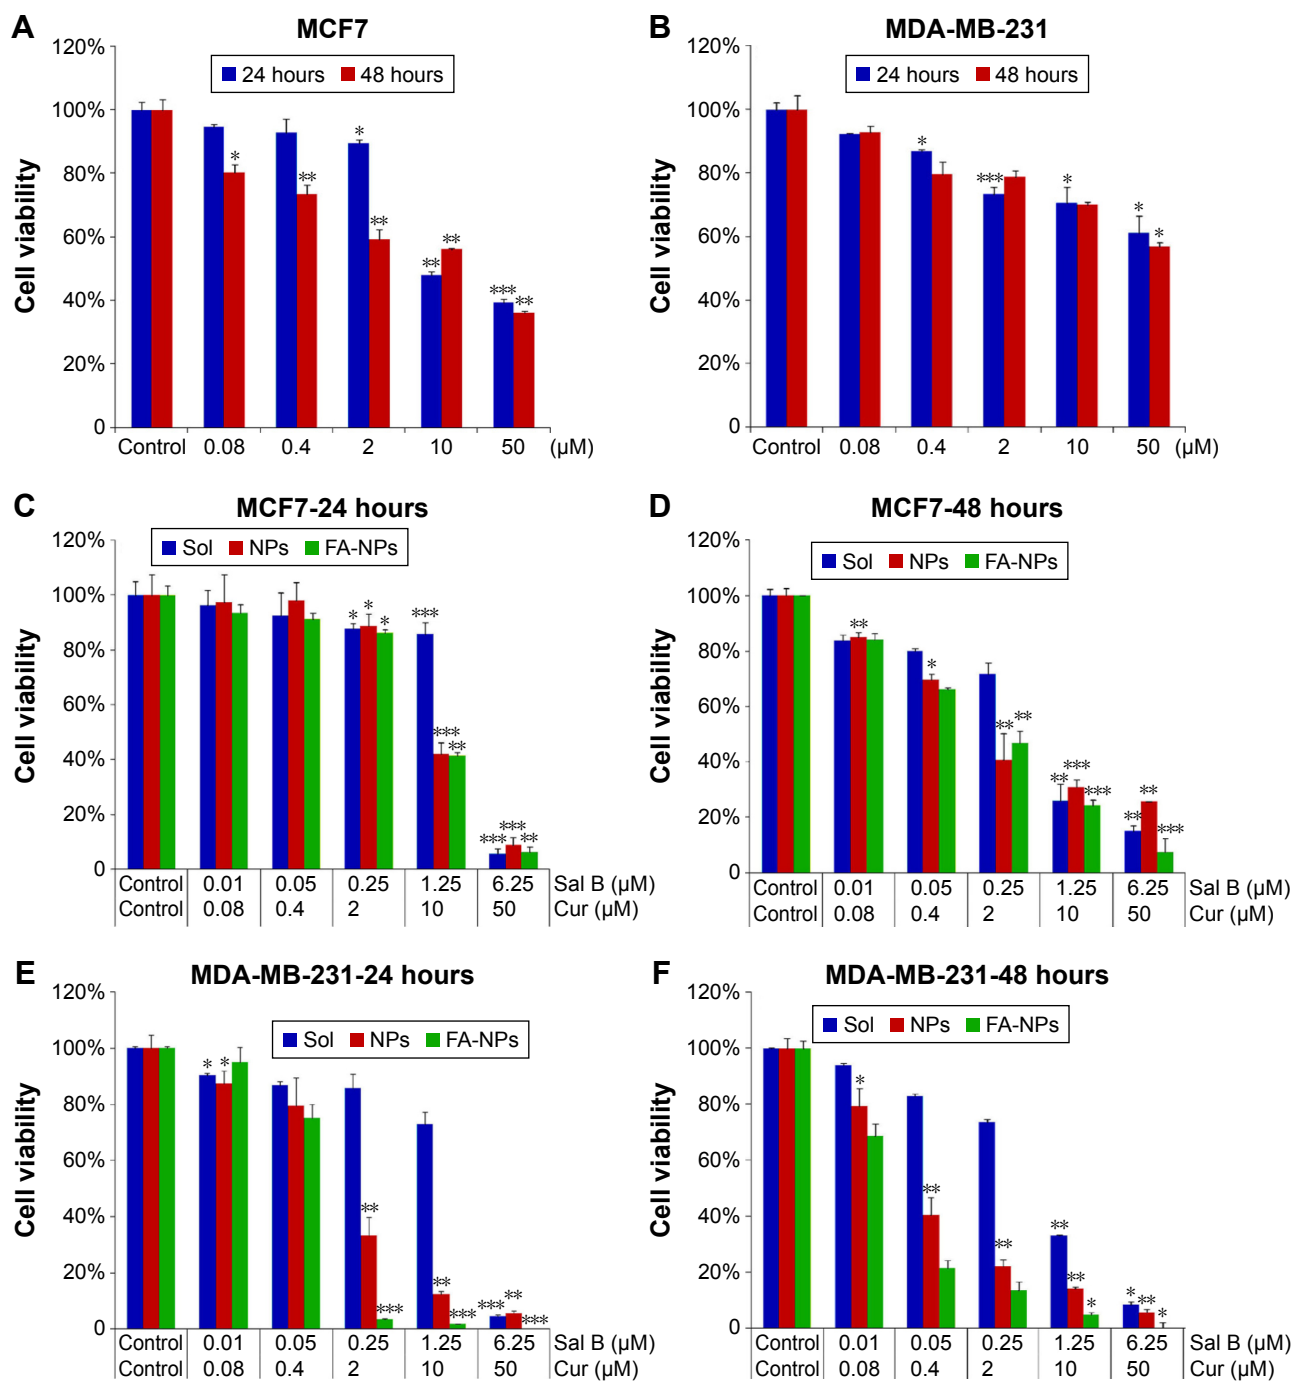 A
MCF7
Cell viability
120%
100%
80%
60%
40%
20%
0
24 hours
48 hours
*
**
*
**
**
**
***
**
Control 0.08 0.4 2 10 50 (µM)
B
MDA-MB-231
Cell viability
120%
100%
80%
60%
40%
20%
0
24 hours
48 hours
*
***
*
*
*
Control 0.08 0.4 2 10 50 (µM)
C
MCF7-24 hours
Cell viability
120%
100%
80%
60%
40%
20%
0
Sol NPs FA-NPs
* * *
***
***
**
***
***
**
Control 0.01 0.05 0.25 1.25 6.25 Sal B (µM)
Control 0.08 0.4 2 10 50 Cur (µM)
D
MCF7-48 hours
Cell viability
120%
100%
80%
60%
40%
20%
0
Sol NPs FA-NPs
**
*
**
**
**
***
***
**
**
***
Control 0.01 0.05 0.25 1.25 6.25 Sal B (µM)
Control 0.08 0.4 2 10 50 Cur (µM)
E
MDA-MB-231-24 hours
Cell viability
120%
100%
80%
60%
40%
20%
0
Sol NPs FA-NPs
* *
**
***
**
***
***
**
***
Control 0.01 0.05 0.25 1.25 6.25 Sal B (µM)
Control 0.08 0.4 2 10 50 Cur (µM)
F
MDA-MB-231-48 hours
Cell viability
120%
100%
80%
60%
40%
20%
0
Sol NPs FA-NPs
*
**
**
**
**
*
*
**
*
Control 0.01 0.05 0.25 1.25 6.25 Sal B (µM)
Control 0.08 0.4 2 10 50 Cur (µM)